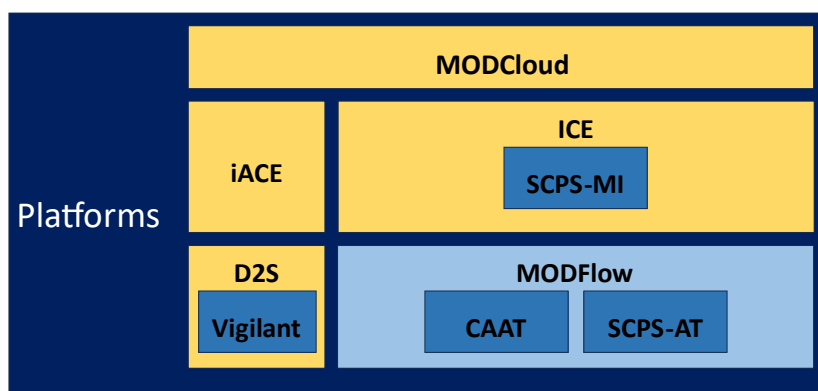 Platforms
MODCloud
iACE
ICE
SCPS-MI
D2S
Vigilant
MODFlow
CAAT
SCPS-AT